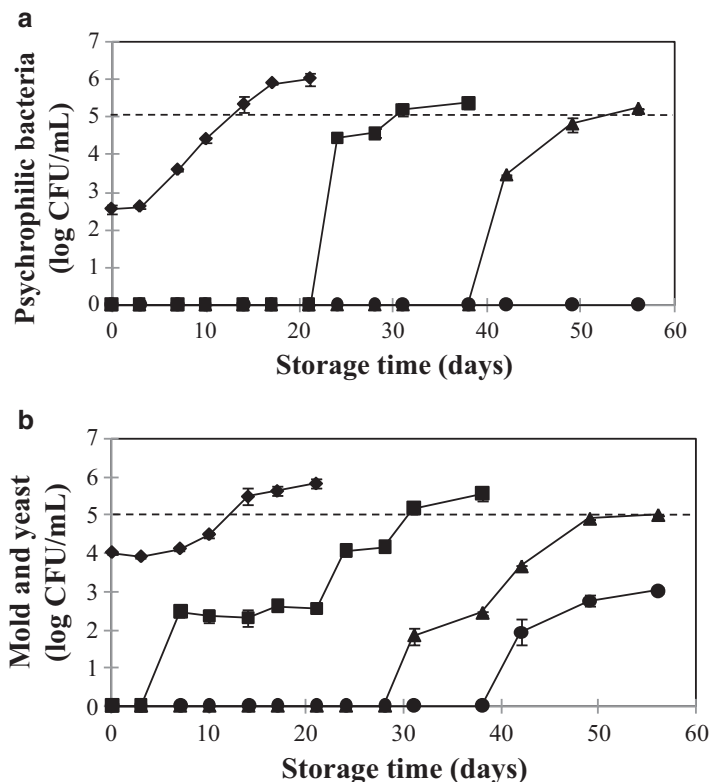 a
Psychrophilic bacteria
(log CFU/mL)
7
6
5
4
3
2
1
0
0 10 20 30 40 50 60
Storage time (days)
b
Mold and yeast
(log CFU/mL)
7
6
5
4
3
2
1
0
0 10 20 30 40 50 60
Storage time (days)